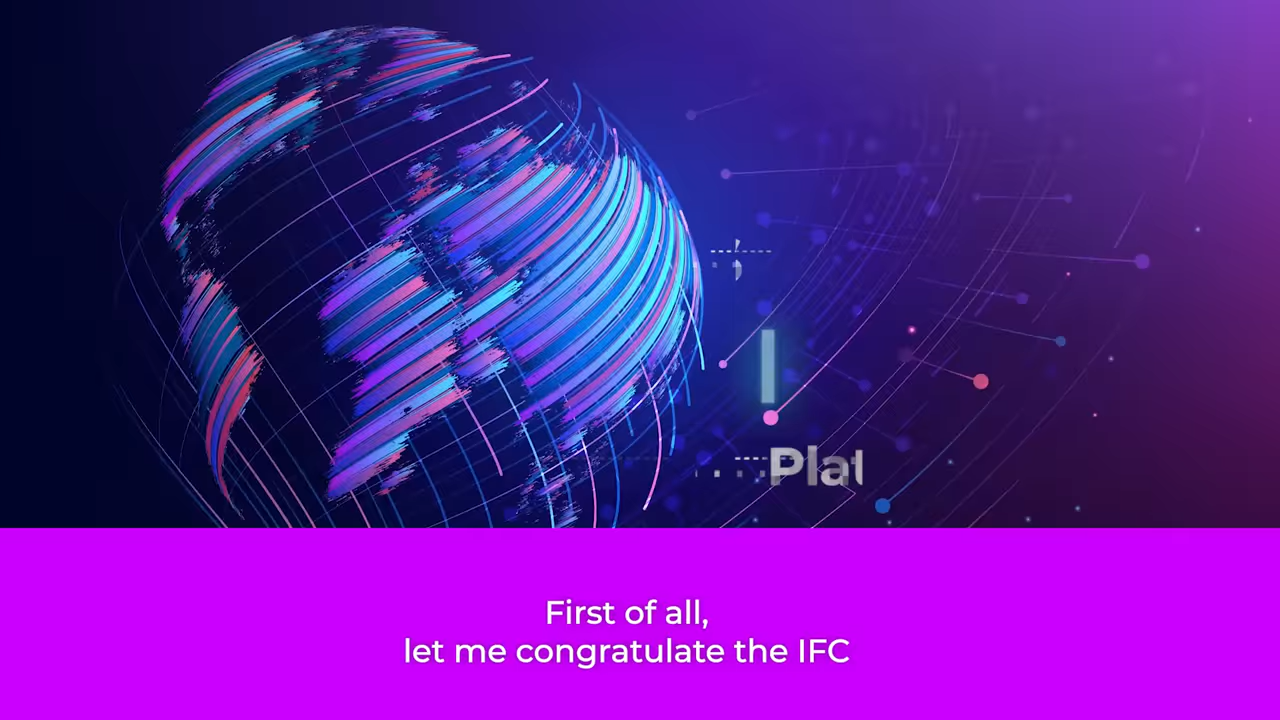 First of all,
let me congratulate the IFC